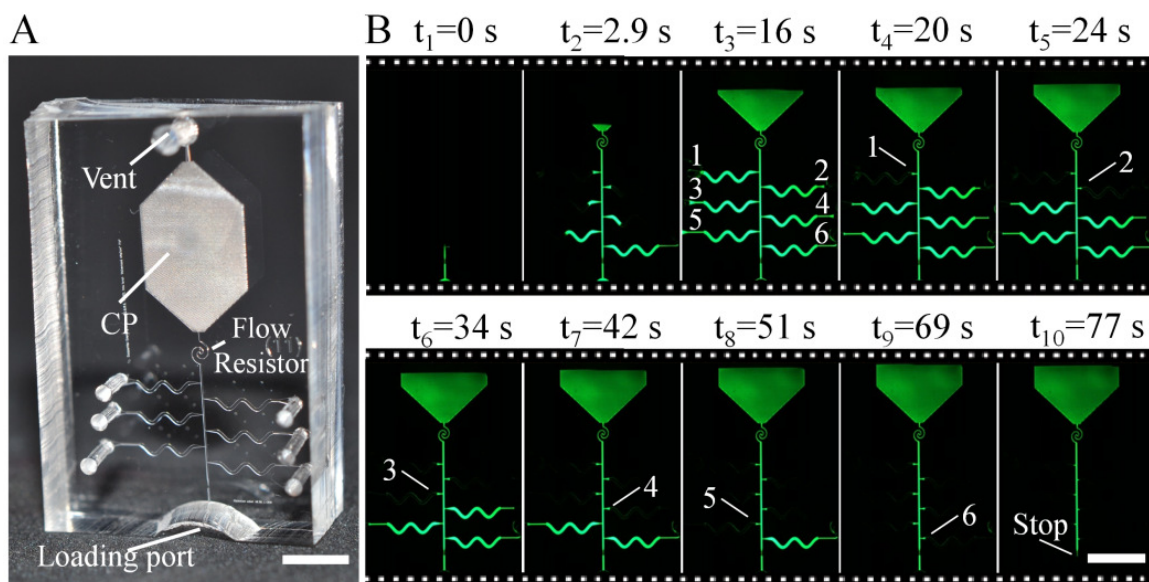 A
B
t₁=0 s
t₂=2.9 s
t₃=16 s
t₄=20 s
t₅=24 s
Vent
CP
Flow
Resistor
Loading port
1
2
3
4
5
6
1
2
t₆=34 s
t₇=42 s
t₈=51 s
t₉=69 s
t₁₀=77 s
3
4
5
6
Stop